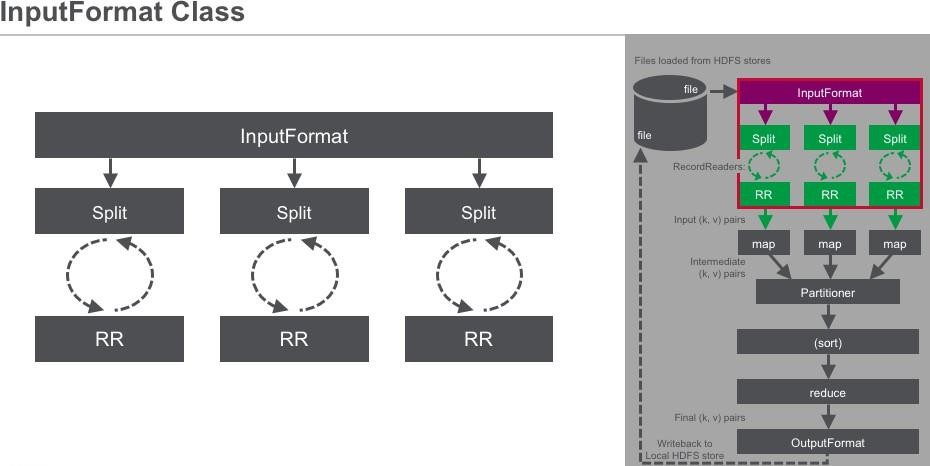 InputFormat Class
InputFormat
Split Split Split
RR RR RR
Files loaded from HDFS stores
file
file
InputFormat
Split Split Split
RecordReaders:
RR RR RR
Input (k, v) pairs
map map map
Intermediate
(k, v) pairs
Partitioner
(sort)
reduce
Final (k, v) pairs
OutputFormat
Writeback to
Local HDFS store